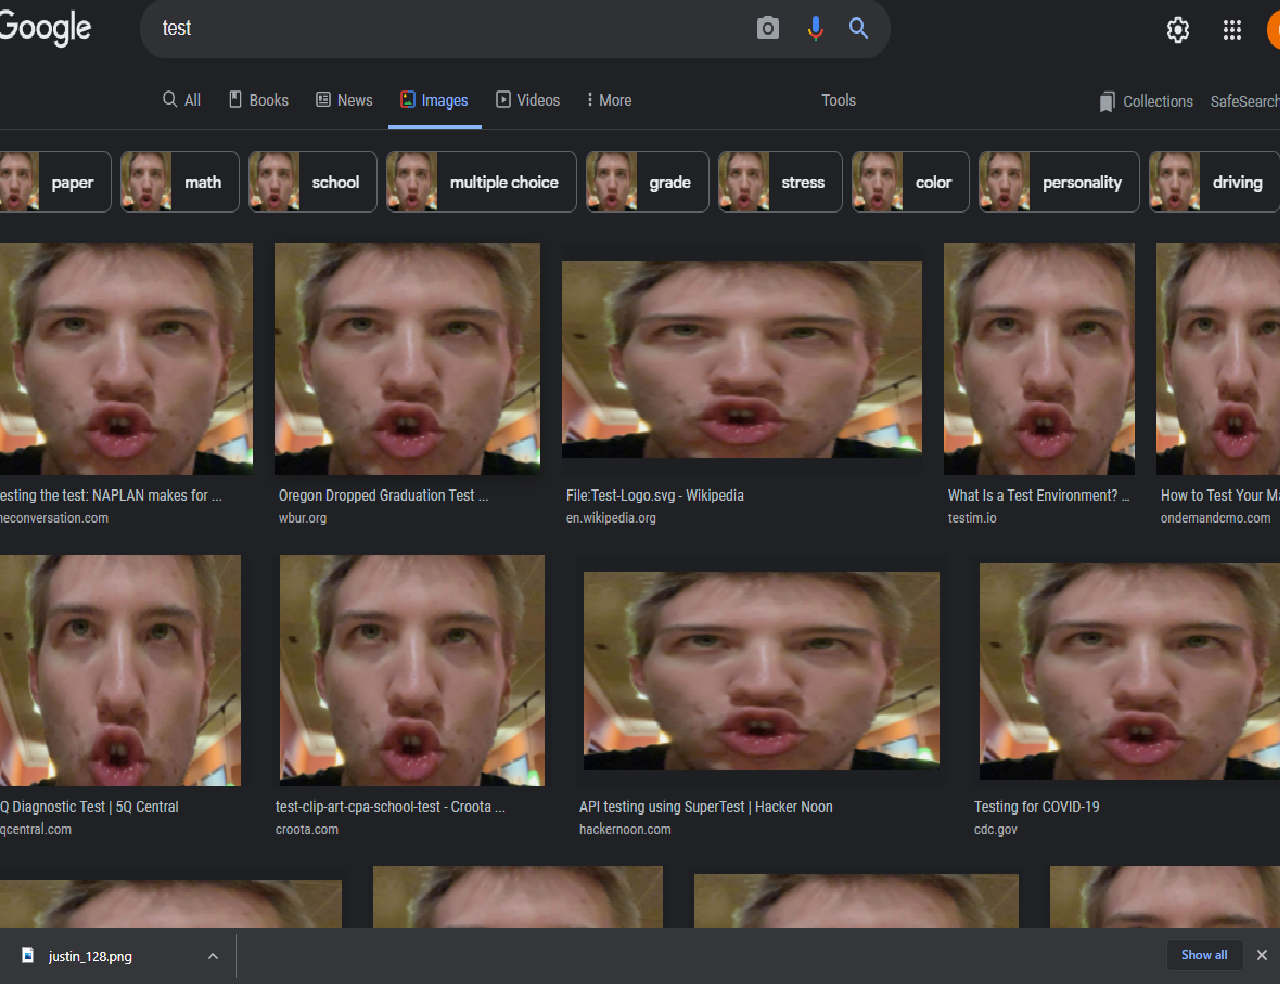 Google
test
All Books News Images Videos More Tools Collections SafeSearch
paper math school multiple choice grade stress color personality driving
esting the test: NAPLAN makes for ... Oregon Dropped Graduation Test ... File:Test-Logo.svg - Wikipedia What Is a Test Environment? ... How to Test Your Ma
neconversation.com wbur.org en.wikipedia.org testim.io ondemandcmo.com
Q Diagnostic Test | 5Q Central test-clip-art-cpa-school-test - Croota ... API testing using SuperTest | Hacker Noon Testing for COVID-19
qcentral.com croota.com hackernoon.com cdc.gov
justin_128.png Show all